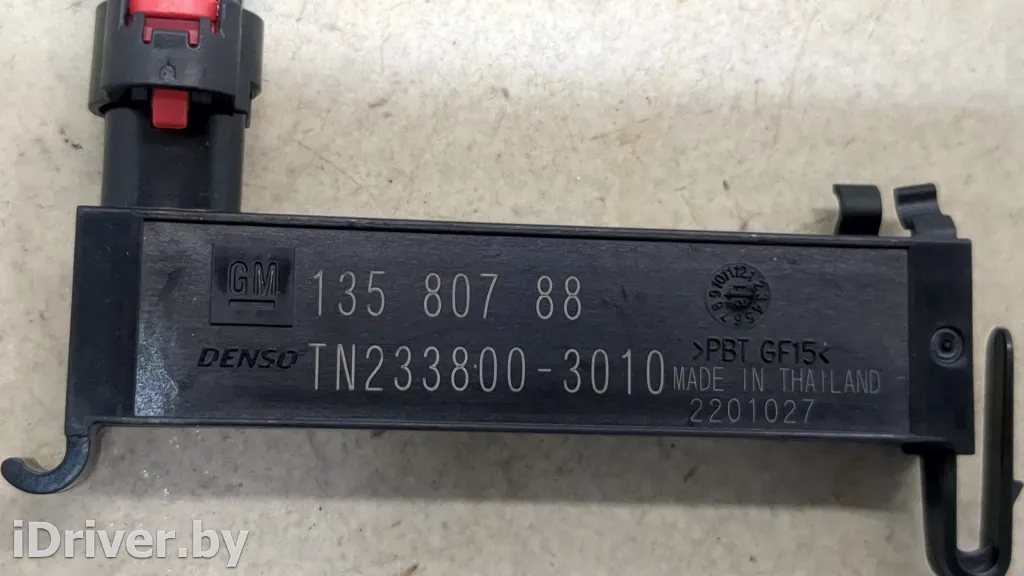 GM
135 807 88
DENSO
TN233800-3010
>PBT GF15<
MADE IN THAILAND
2201027
iDriver.by